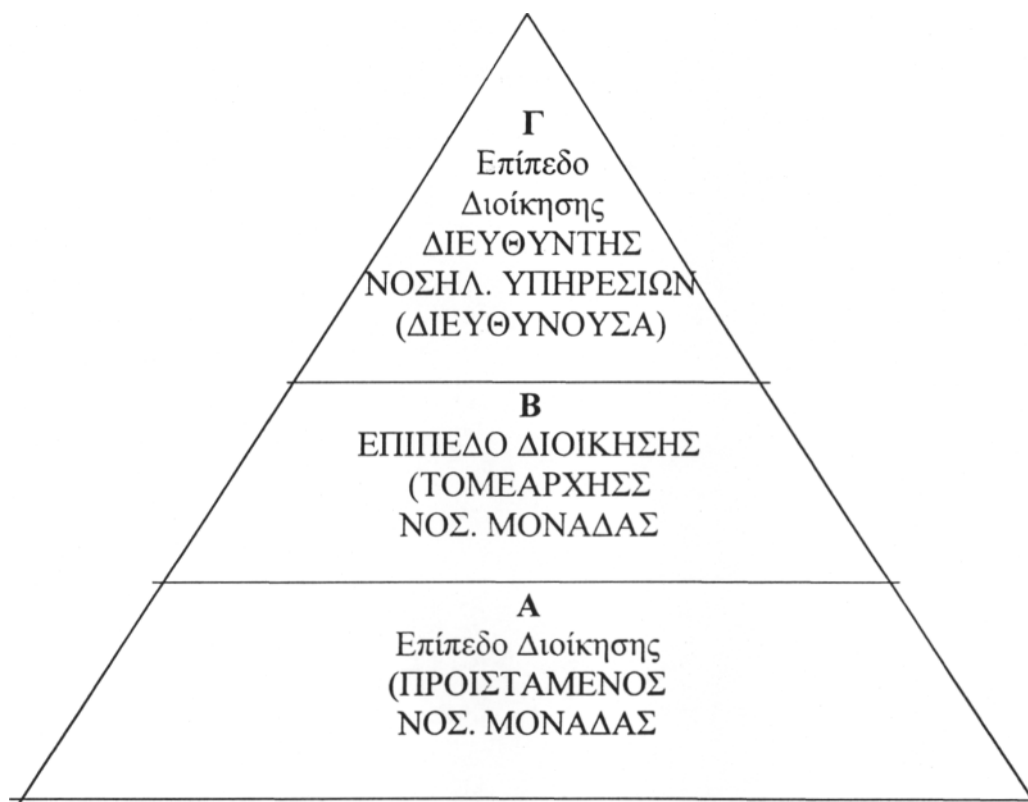 Γ
Επίπεδο
Διοίκησης
ΔΙΕΥΘΥΝΤΗΣ
ΝΟΣΗΛ. ΥΠΗΡΕΣΙΩΝ
(ΔΙΕΥΘΥΝΟΥΣΑ)
Β
ΕΠΙΠΕΔΟ ΔΙΟΙΚΗΣΗΣ
(ΤΟΜΕΑΡΧΗΣΣ
ΝΟΣ. ΜΟΝΑΔΑΣ
Α
Επίπεδο Διοίκησης
(ΠΡΟΙΣΤΑΜΕΝΟΣ
ΝΟΣ. ΜΟΝΑΔΑΣ